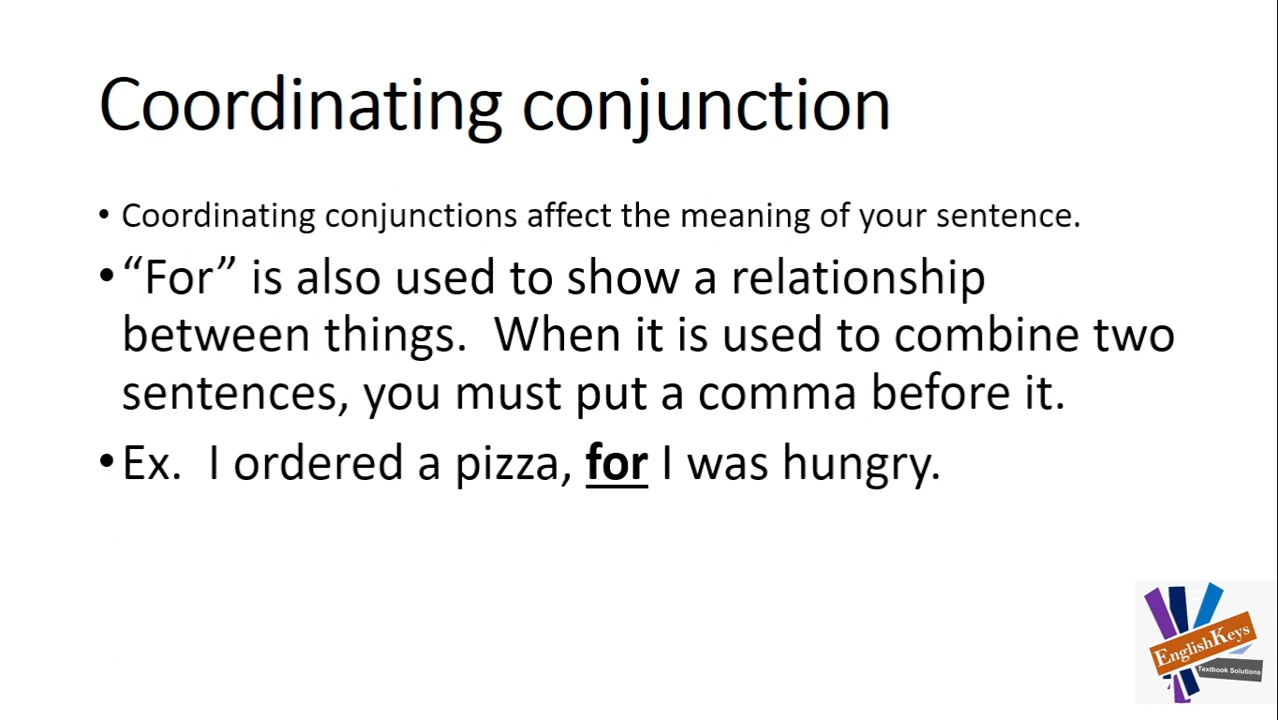 Coordinating conjunction
• Coordinating conjunctions affect the meaning of your sentence.
• “For” is also used to show a relationship
between things.  When it is used to combine two
sentences, you must put a comma before it.
• Ex.  I ordered a pizza, for I was hungry.
EnglishKeys
Textbook Solutions